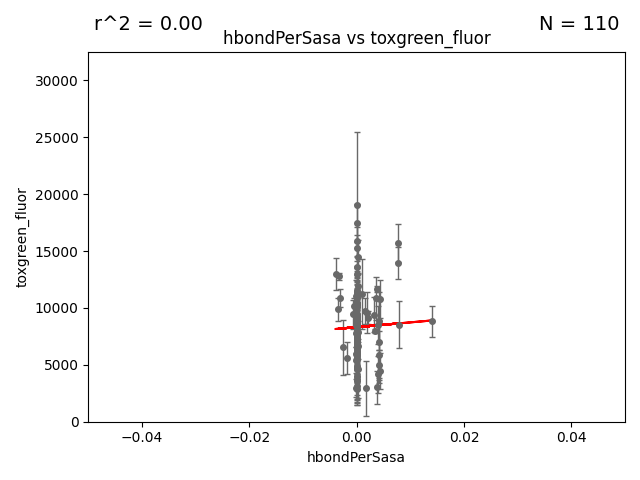 r^2 = 0.00
N = 110
hbondPerSasa vs toxgreen_fluor
30000
25000
20000
15000
10000
5000
0
toxgreen_fluor
−0.04
−0.02
0.00
0.02
0.04
hbondPerSasa